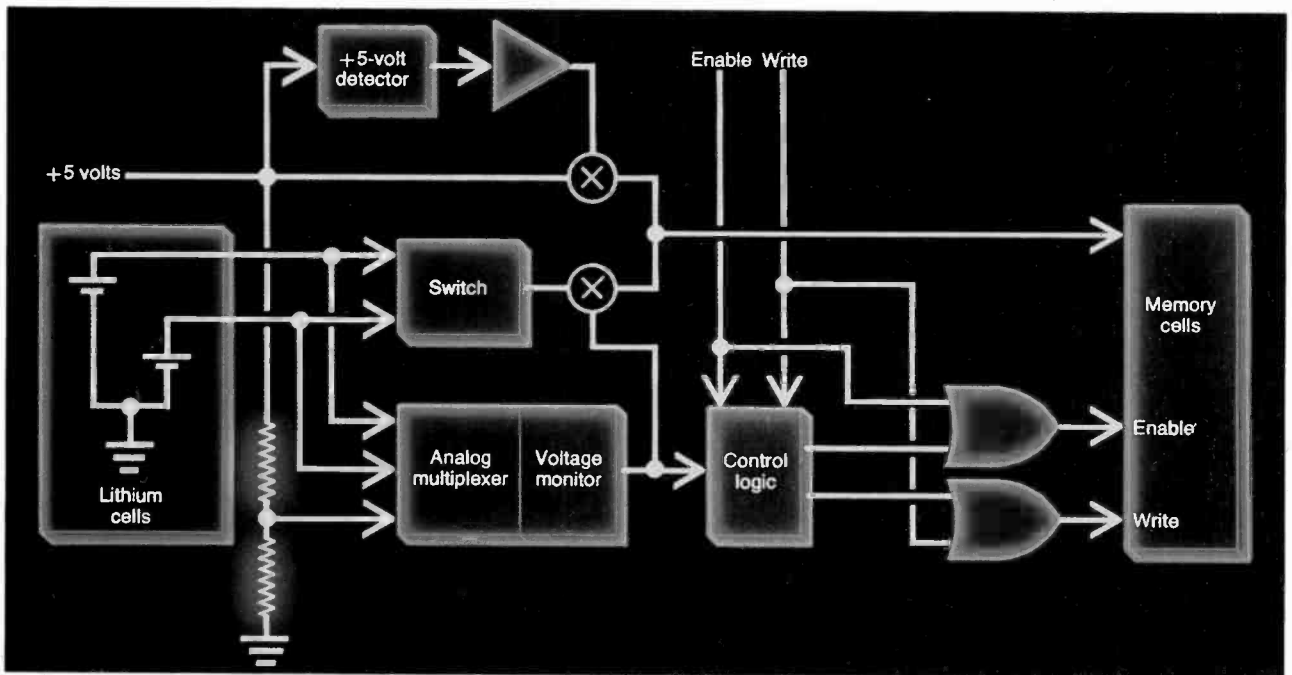 +5-volt
detector
Enable Write
+5 volts
Switch
Memory
cells
Analog
multiplexer
Voltage
monitor
Control
logic
Enable
Lithium
cells
Write